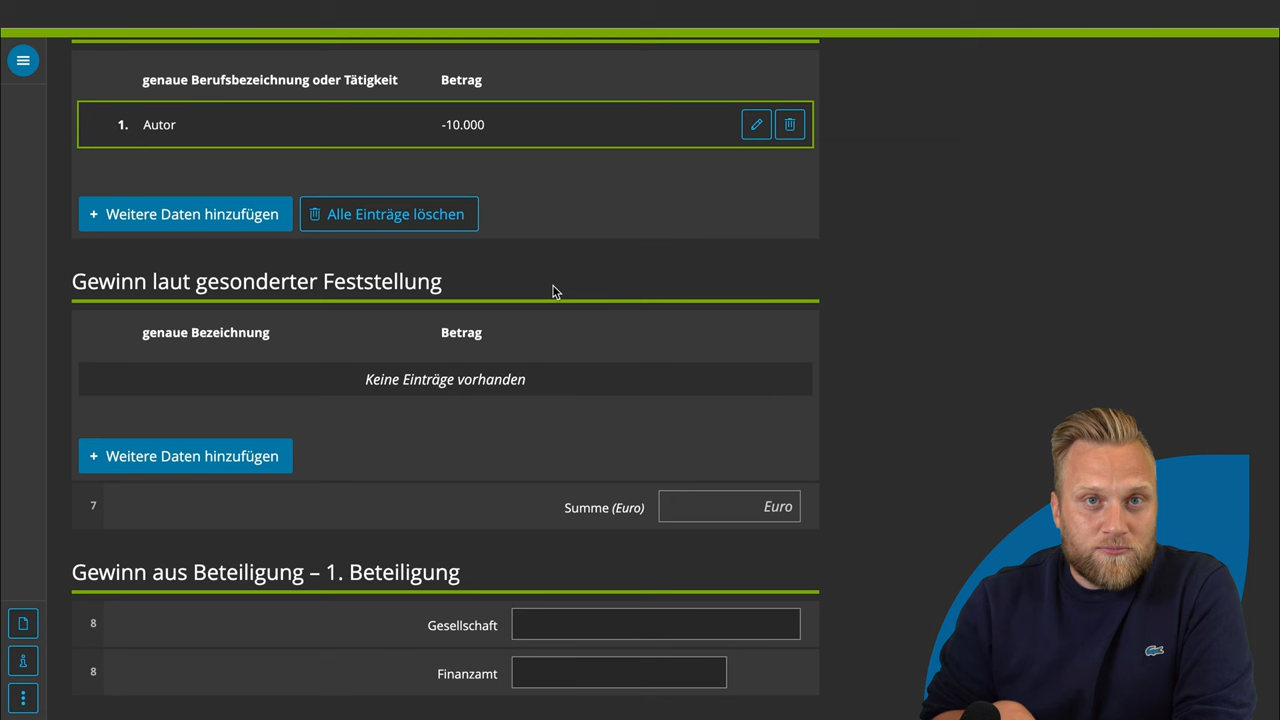 genaue Berufsbezeichnung oder Tätigkeit Betrag
1. Autor -10.000
+ Weitere Daten hinzufügen Alle Einträge löschen
Gewinn laut gesonderter Feststellung
genaue Bezeichnung Betrag
Keine Einträge vorhanden
+ Weitere Daten hinzufügen
7 Summe (Euro) Euro
Gewinn aus Beteiligung – 1. Beteiligung
8 Gesellschaft
8 Finanzamt